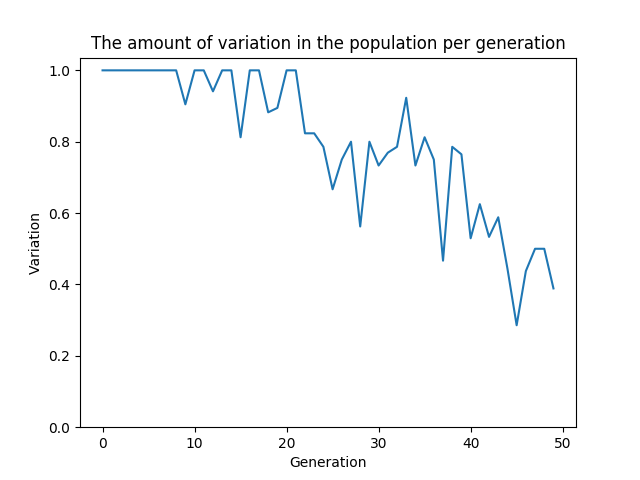 The amount of variation in the population per generation
1.0
0.8
0.6
0.4
0.2
0.0
Variation
0 10 20 30 40 50
Generation